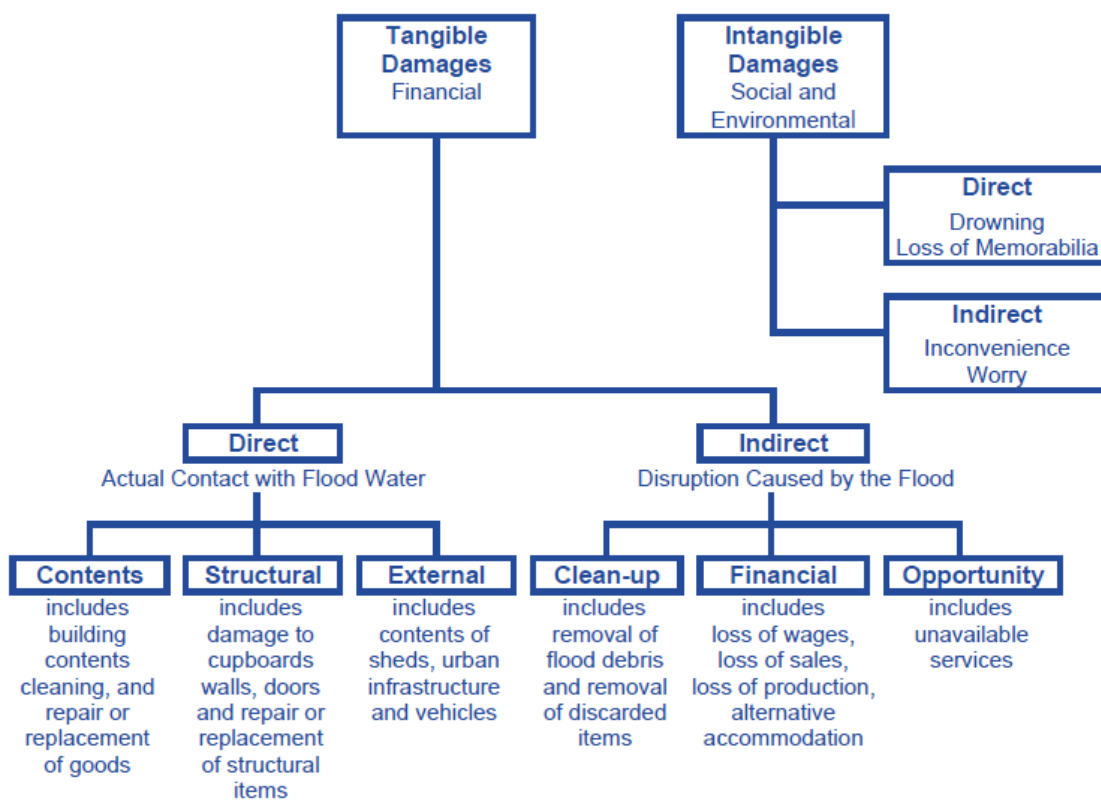 Tangible
Damages
Financial
Intangible
Damages
Social and
Environmental
Direct
Drowning
Loss of Memorabilia
Indirect
Inconvenience
Worry
Direct
Actual Contact with Flood Water
Indirect
Disruption Caused by the Flood
Contents
includes
building
contents
cleaning, and
repair or
replacement
of goods
Structural
includes
damage to
cupboards
walls, doors
and repair or
replacement
of structural
items
External
includes
contents of
sheds, urban
infrastructure
and vehicles
Clean-up
includes
removal of
flood debris
and removal
of discarded
items
Financial
includes
loss of wages,
loss of sales,
loss of production,
alternative
accommodation
Opportunity
includes
unavailable
services